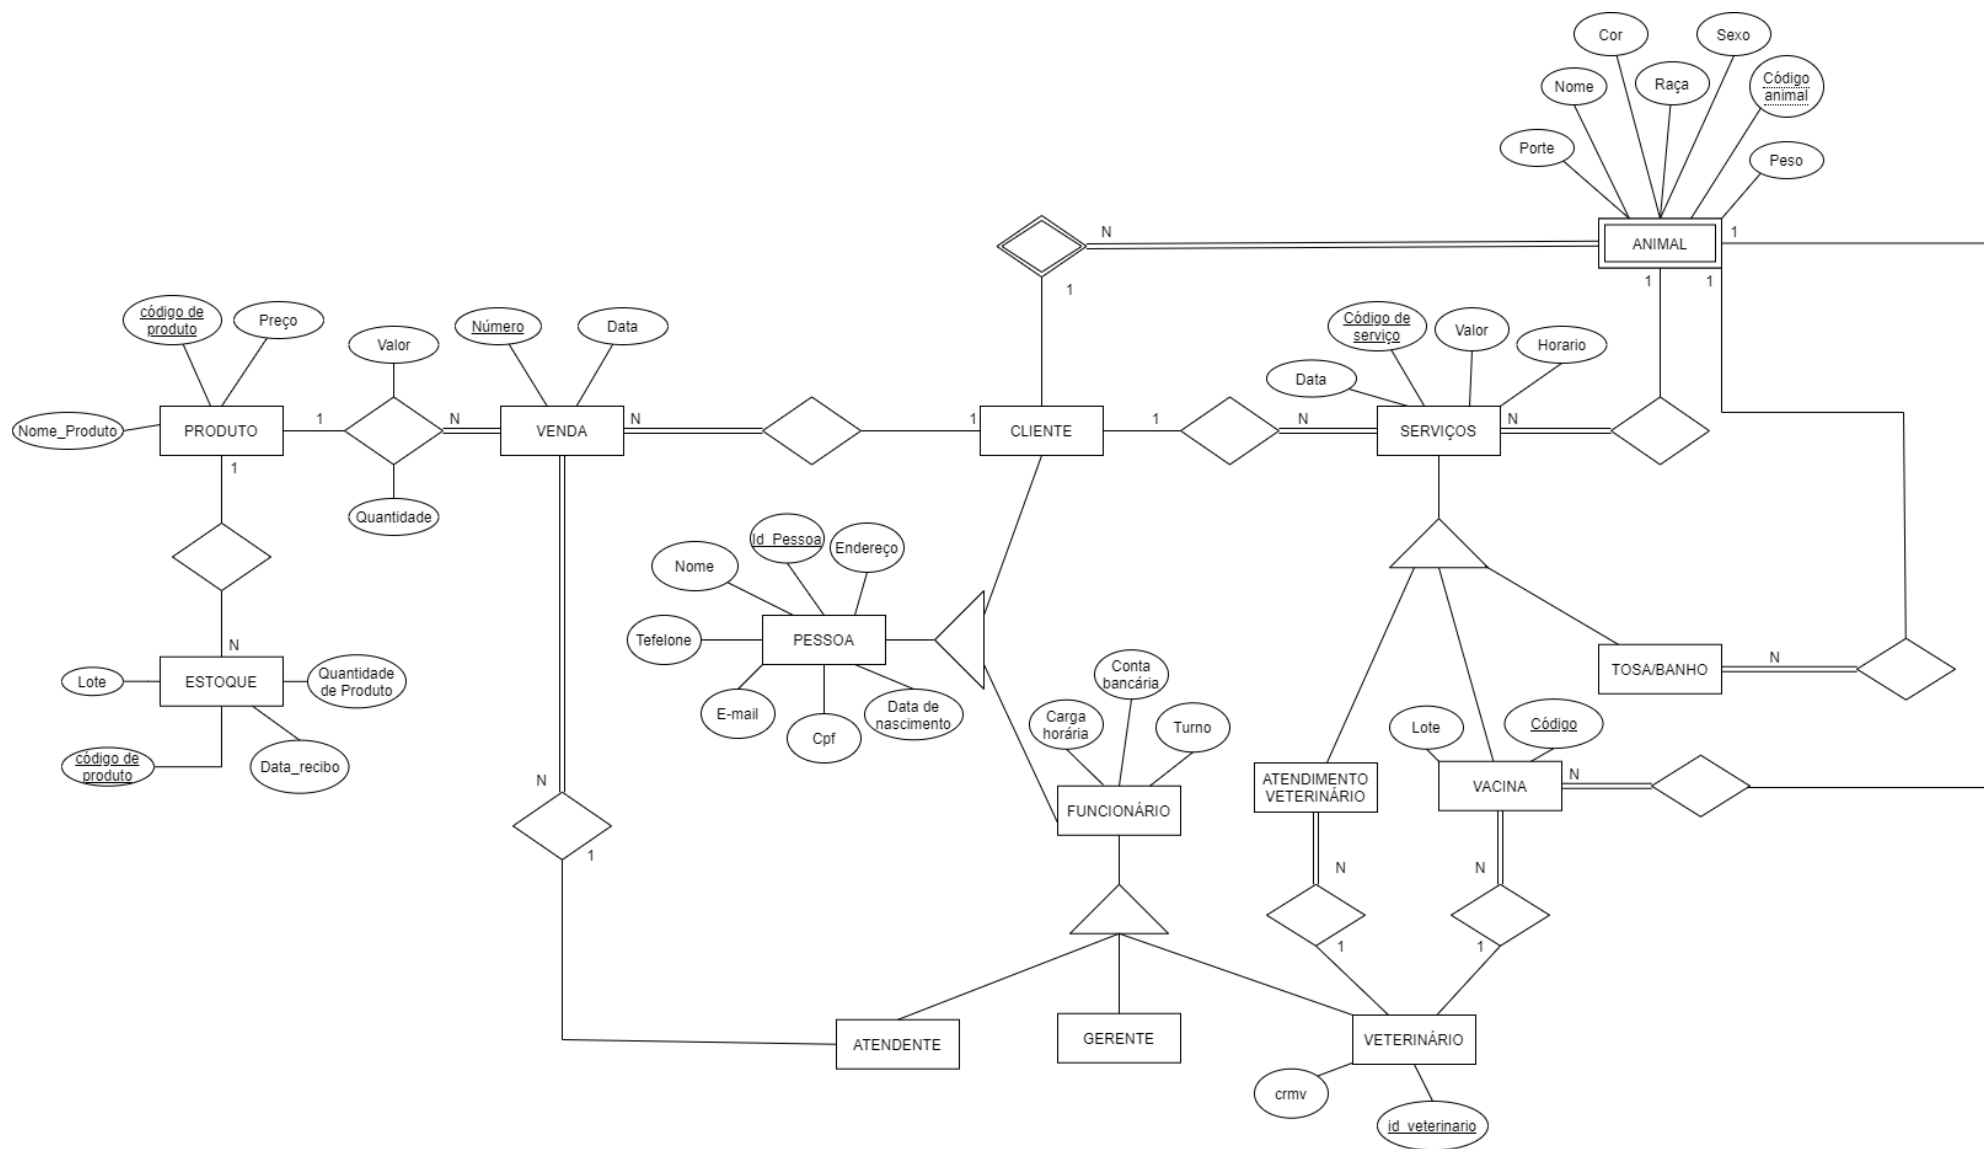 Cor
Sexo
Nome
Raça
Código
animal
Porte
Peso
N
ANIMAL
1
1
1
1
código de
produto
Preço
Valor
Número
Data
Código de
serviço
Valor
Horario
Data
Nome_Produto
PRODUTO
1
N
VENDA
N
1
CLIENTE
1
N
SERVIÇOS
N
1
Quantidade
Id_Pessoa
Endereço
Nome
Tefelone
PESSOA
E-mail
Cpf
Data de
nascimento
N
Lote
ESTOQUE
Quantidade
de Produto
código de
produto
Data_recibo
Conta
bancária
Carga
horária
Turno
TOSA/BANHO
N
Lote
Código
N
FUNCIONÁRIO
ATENDIMENTO
VETERINÁRIO
VACINA
N
1
N
N
1
1
ATENDENTE
GERENTE
VETERINÁRIO
crmv
id_veterinario